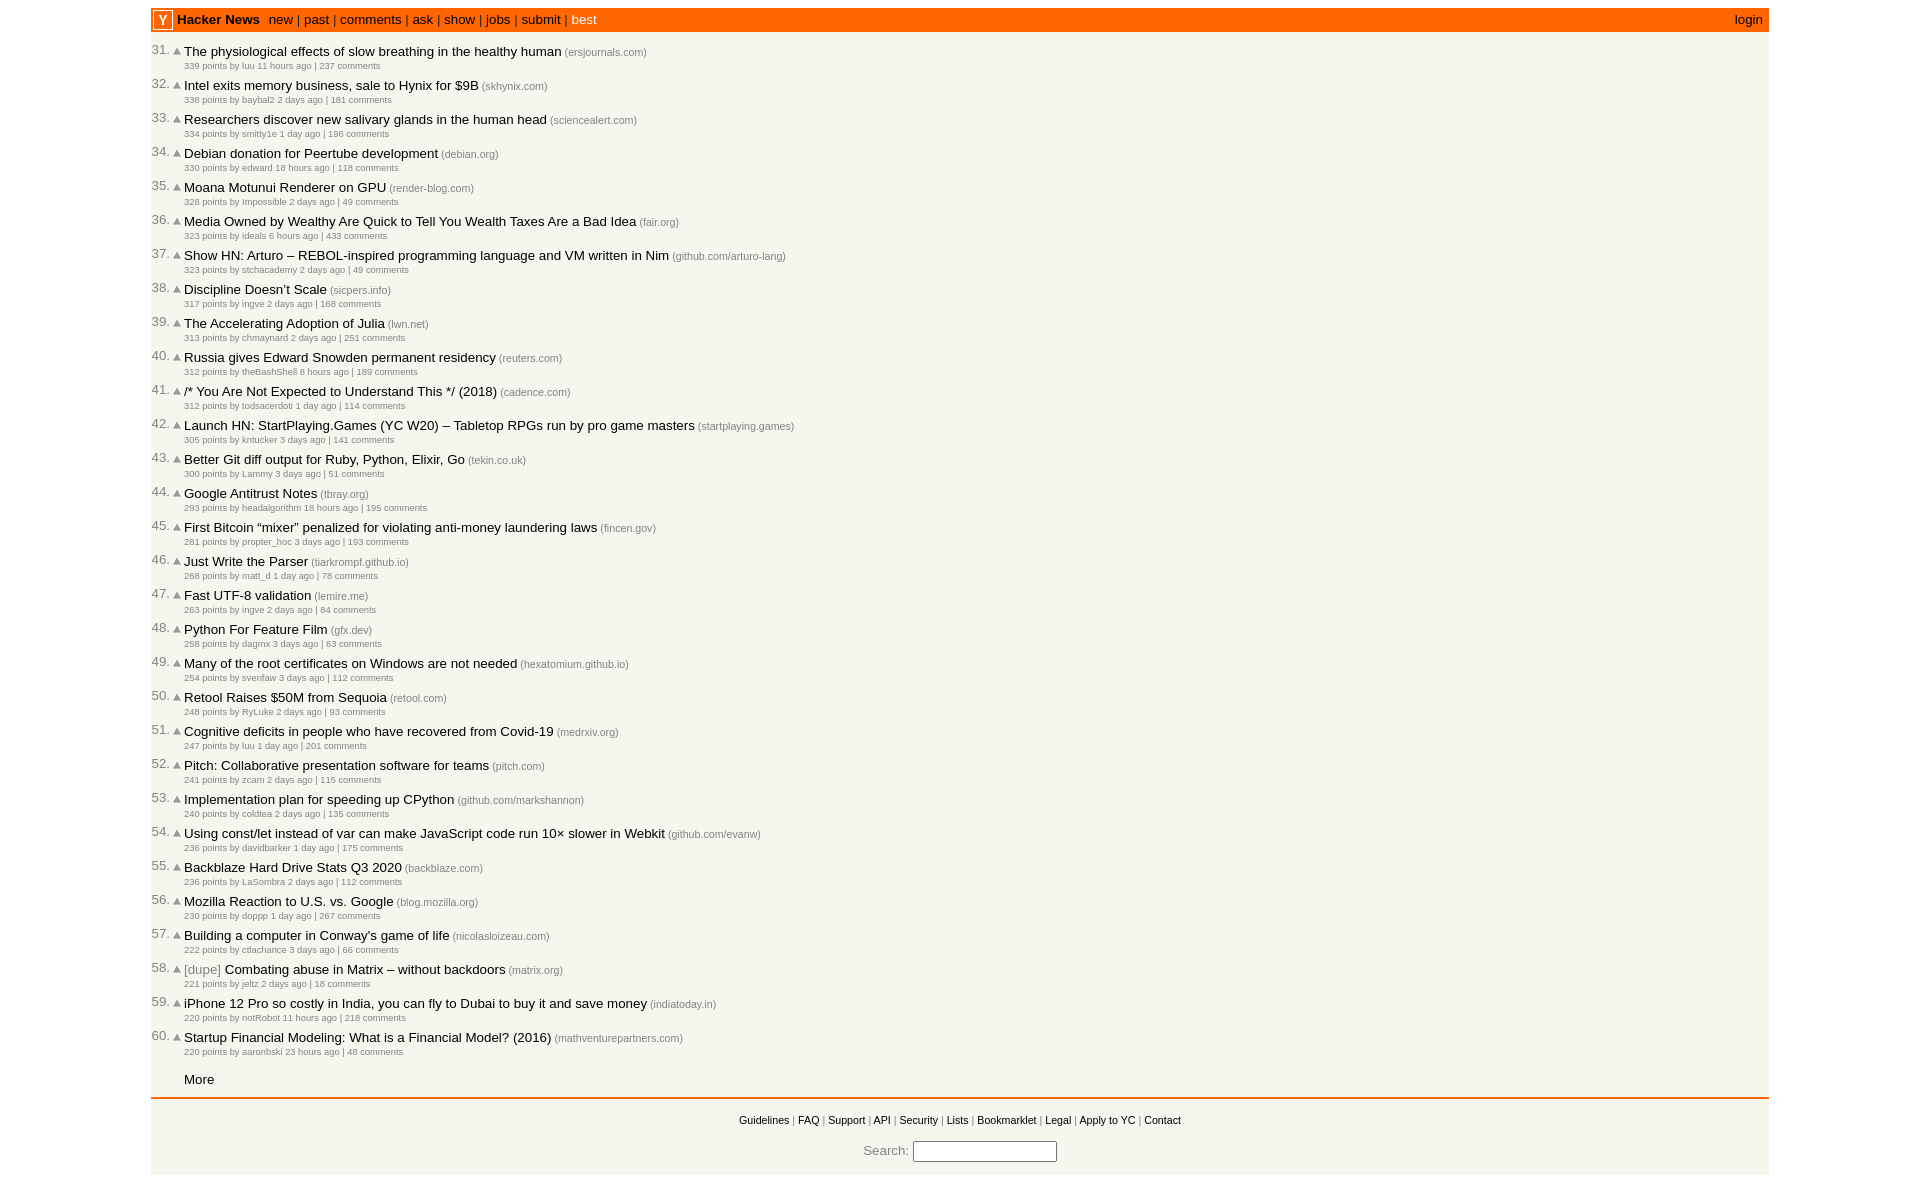 Y Hacker News new | past | comments | ask | show | jobs | submit | best login
31. The physiological effects of slow breathing in the healthy human (ersjournals.com)
339 points by luu 11 hours ago | 237 comments
32. Intel exits memory business, sale to Hynix for $9B (skhynix.com)
338 points by baybal2 2 days ago | 181 comments
33. Researchers discover new salivary glands in the human head (sciencealert.com)
334 points by smitty1e 1 day ago | 196 comments
34. Debian donation for Peertube development (debian.org)
330 points by edward 18 hours ago | 118 comments
35. Moana Motunui Renderer on GPU (render-blog.com)
328 points by Impossible 2 days ago | 49 comments
36. Media Owned by Wealthy Are Quick to Tell You Wealth Taxes Are a Bad Idea (fair.org)
323 points by ideals 6 hours ago | 433 comments
37. Show HN: Arturo – REBOL-inspired programming language and VM written in Nim (github.com/arturo-lang)
323 points by stchacademy 2 days ago | 49 comments
38. Discipline Doesn’t Scale (sicpers.info)
317 points by ingve 2 days ago | 168 comments
39. The Accelerating Adoption of Julia (lwn.net)
313 points by chmaynard 2 days ago | 251 comments
40. Russia gives Edward Snowden permanent residency (reuters.com)
312 points by theBashShell 8 hours ago | 189 comments
41. /* You Are Not Expected to Understand This */ (2018) (cadence.com)
312 points by todsacerdoti 1 day ago | 114 comments
42. Launch HN: StartPlaying.Games (YC W20) – Tabletop RPGs run by pro game masters (startplaying.games)
305 points by kntucker 3 days ago | 141 comments
43. Better Git diff output for Ruby, Python, Elixir, Go (tekin.co.uk)
300 points by Lammy 3 days ago | 51 comments
44. Google Antitrust Notes (tbray.org)
293 points by headalgorithm 18 hours ago | 195 comments
45. First Bitcoin “mixer” penalized for violating anti-money laundering laws (fincen.gov)
281 points by propter_hoc 3 days ago | 193 comments
46. Just Write the Parser (tiarkrompf.github.io)
268 points by matt_d 1 day ago | 78 comments
47. Fast UTF-8 validation (lemire.me)
263 points by ingve 2 days ago | 84 comments
48. Python For Feature Film (gfx.dev)
258 points by dagmx 3 days ago | 63 comments
49. Many of the root certificates on Windows are not needed (hexatomium.github.io)
254 points by svenfaw 3 days ago | 112 comments
50. Retool Raises $50M from Sequoia (retool.com)
248 points by RyLuke 2 days ago | 93 comments
51. Cognitive deficits in people who have recovered from Covid-19 (medrxiv.org)
247 points by luu 1 day ago | 201 comments
52. Pitch: Collaborative presentation software for teams (pitch.com)
241 points by zcam 2 days ago | 115 comments
53. Implementation plan for speeding up CPython (github.com/markshannon)
240 points by coldtea 2 days ago | 135 comments
54. Using const/let instead of var can make JavaScript code run 10× slower in Webkit (github.com/evanw)
236 points by davidbarker 1 day ago | 175 comments
55. Backblaze Hard Drive Stats Q3 2020 (backblaze.com)
236 points by LaSombra 2 days ago | 112 comments
56. Mozilla Reaction to U.S. vs. Google (blog.mozilla.org)
230 points by doppp 1 day ago | 267 comments
57. Building a computer in Conway's game of life (nicolasloizeau.com)
222 points by ctlachance 3 days ago | 66 comments
58. [dupe] Combating abuse in Matrix – without backdoors (matrix.org)
221 points by jeltz 2 days ago | 18 comments
59. iPhone 12 Pro so costly in India, you can fly to Dubai to buy it and save money (indiatoday.in)
220 points by notRobot 11 hours ago | 218 comments
60. Startup Financial Modeling: What is a Financial Model? (2016) (mathventurepartners.com)
220 points by aaronbski 23 hours ago | 48 comments
More
Guidelines | FAQ | Support | API | Security | Lists | Bookmarklet | Legal | Apply to YC | Contact
Search: